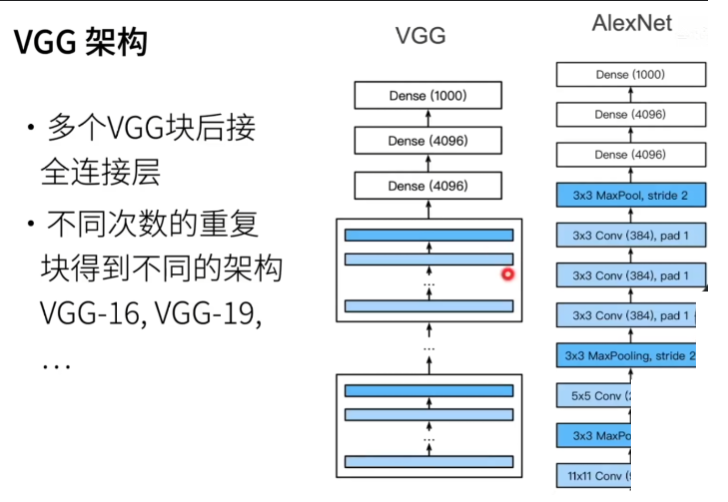 VGG 架构
• 多个VGG块后接
全连接层
• 不同次数的重复
块得到不同的架构
VGG-16, VGG-19,
...
VGG
Dense (1000)
Dense (4096)
Dense (4096)
...
...
...
AlexNet
Dense (1000)
Dense (4096)
Dense (4096)
3x3 MaxPool, stride 2
3x3 Conv (384), pad 1
3x3 Conv (384), pad 1
3x3 Conv (384), pad 1
3x3 MaxPooling, stride 2
5x5 Conv
3x3
11x11 Conv